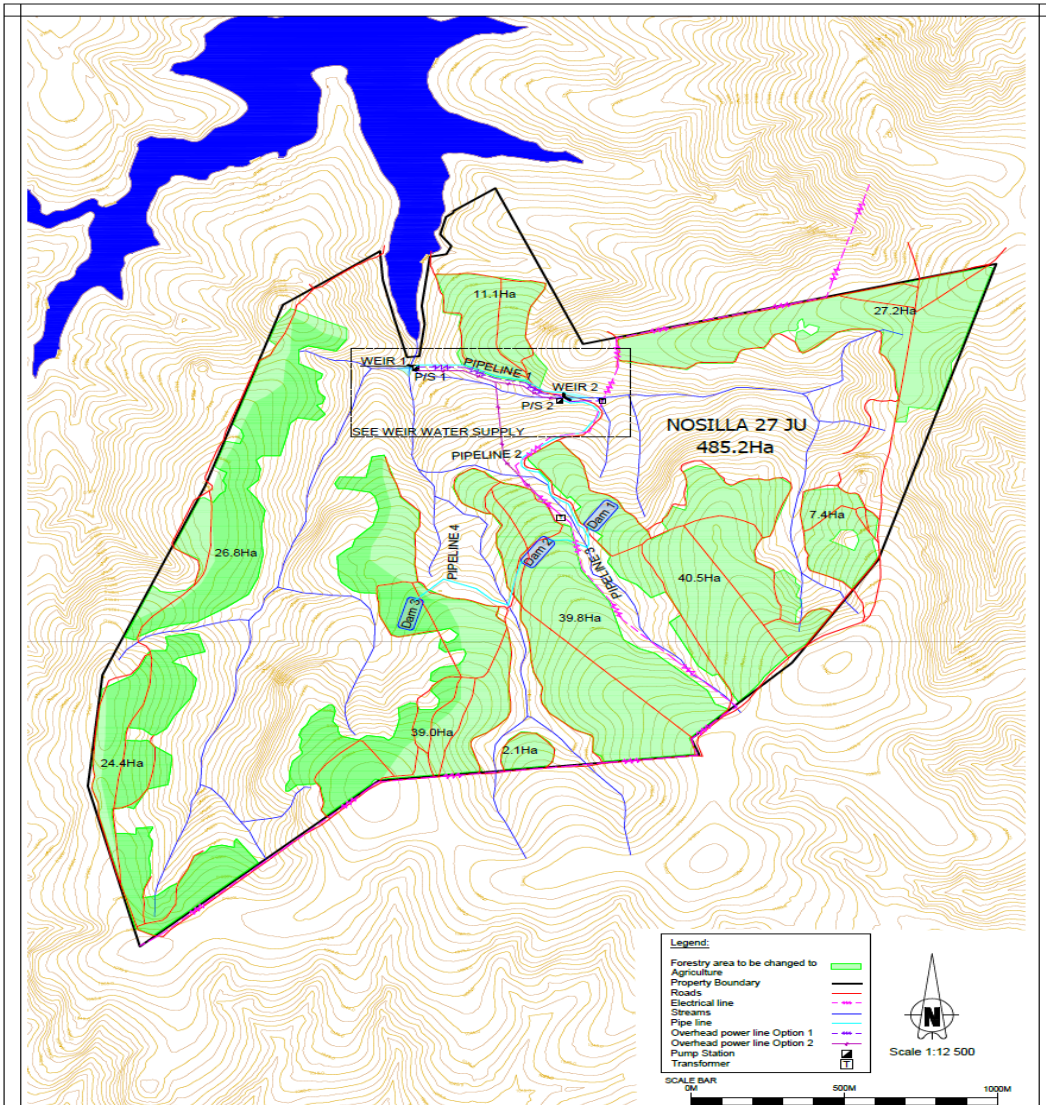 11.1Ha
27.2Ha
WEIR 1
P/S 1
PIPELINE 1
WEIR 2
P/S 2
SEE WEIR WATER SUPPLY
NOSILLA 27 JU
485.2Ha
PIPELINE 2
Dam 1
7.4Ha
T
26.8Ha
PIPELINE 4
Dam 2
PIPELINE 3
40.5Ha
Dam 3
39.8Ha
39.0Ha
2.1Ha
24.4Ha
Legend:
Forestry area to be changed to
Agriculture
Property Boundary
Roads
Electrical line
Streams
Pipe line
Overhead power line Option 1
Overhead power line Option 2
Pump Station
Transformer
T
N
Scale 1:12 500
SCALE BAR
0M 500M 1000M